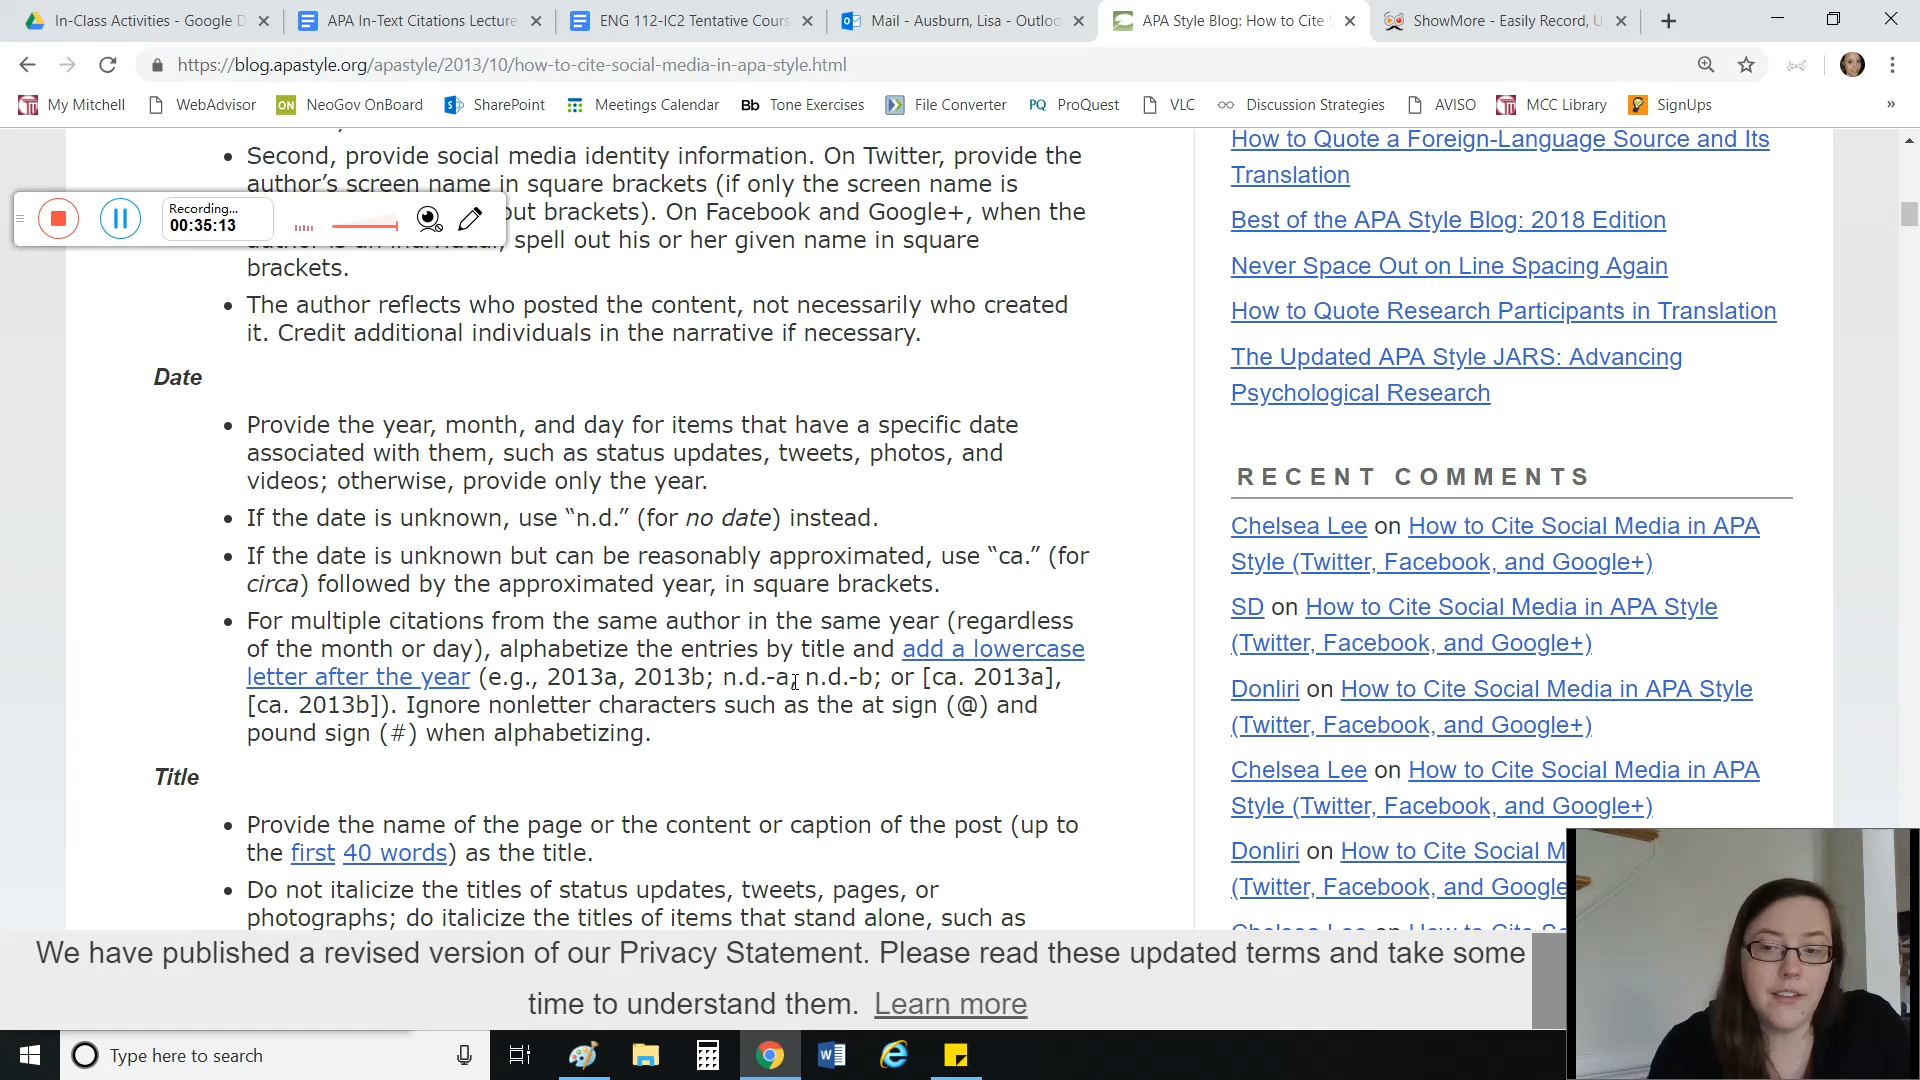 In-Class Activities - Google D
APA In-Text Citations Lecture
ENG 112-IC2 Tentative Cours
Mail - Ausburn, Lisa - Outloo
APA Style Blog: How to Cite S
ShowMore - Easily Record, U
https://blog.apastyle.org/apastyle/2013/10/how-to-cite-social-media-in-apa-style.html
My Mitchell
WebAdvisor
ON NeoGov OnBoard
SharePoint
Meetings Calendar
Bb Tone Exercises
File Converter
PQ ProQuest
VLC
Discussion Strategies
AVISO
MCC Library
SignUps
»
• Second, provide social media identity information. On Twitter, provide the
author’s screen name in square brackets (if only the screen name is
out brackets). On Facebook and Google+, when the
spell out his or her given name in square
brackets.
• The author reflects who posted the content, not necessarily who created
it. Credit additional individuals in the narrative if necessary.
Recording...
00:35:13
Date
• Provide the year, month, and day for items that have a specific date
associated with them, such as status updates, tweets, photos, and
videos; otherwise, provide only the year.
• If the date is unknown, use “n.d.” (for no date) instead.
• If the date is unknown but can be reasonably approximated, use “ca.” (for
circa) followed by the approximated year, in square brackets.
• For multiple citations from the same author in the same year (regardless
of the month or day), alphabetize the entries by title and add a lowercase
letter after the year (e.g., 2013a, 2013b; n.d.-a, n.d.-b; or [ca. 2013a],
[ca. 2013b]). Ignore nonletter characters such as the at sign (@) and
pound sign (#) when alphabetizing.
Title
• Provide the name of the page or the content or caption of the post (up to
the first 40 words) as the title.
• Do not italicize the titles of status updates, tweets, pages, or
photographs; do italicize the titles of items that stand alone, such as
How to Quote a Foreign-Language Source and Its
Translation
Best of the APA Style Blog: 2018 Edition
Never Space Out on Line Spacing Again
How to Quote Research Participants in Translation
The Updated APA Style JARS: Advancing
Psychological Research
RECENT COMMENTS
Chelsea Lee on How to Cite Social Media in APA
Style (Twitter, Facebook, and Google+)
SD on How to Cite Social Media in APA Style
(Twitter, Facebook, and Google+)
Donliri on How to Cite Social Media in APA Style
(Twitter, Facebook, and Google+)
Chelsea Lee on How to Cite Social Media in APA
Style (Twitter, Facebook, and Google+)
Donliri on How to Cite Social M
(Twitter, Facebook, and Google
We have published a revised version of our Privacy Statement. Please read these updated terms and take some
time to understand them. Learn more
Type here to search